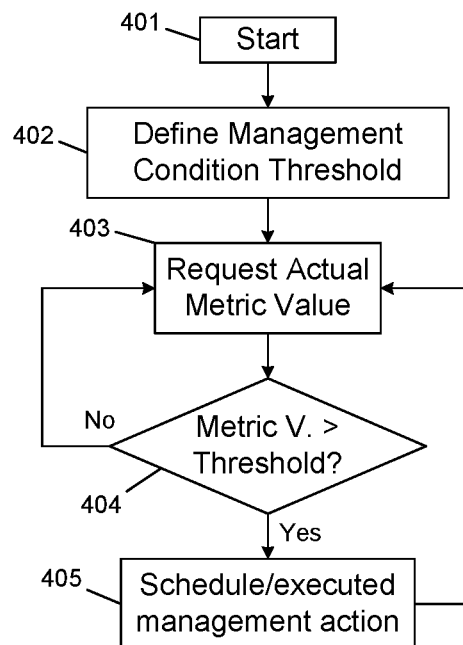 401
Start
402
Define Management
Condition Threshold
403
Request Actual
Metric Value
No
Metric V. >
Threshold?
404
Yes
405
Schedule/executed
management action